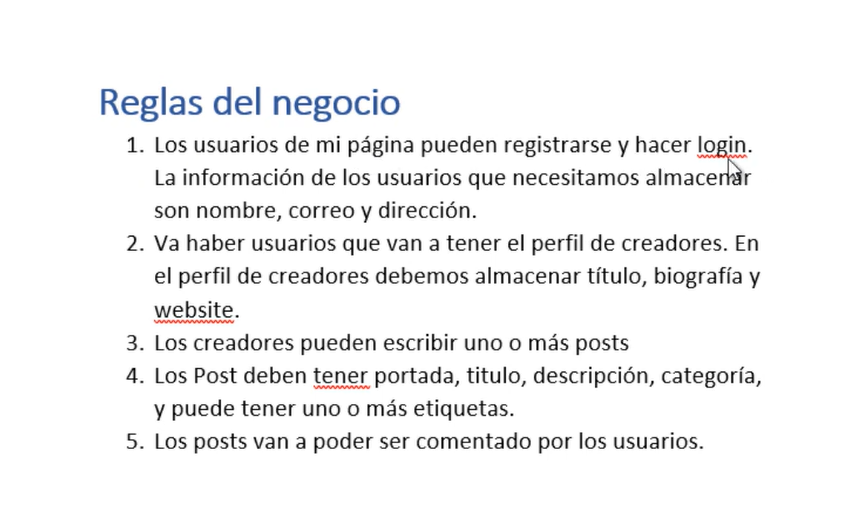 Reglas del negocio
1. Los usuarios de mi página pueden registrarse y hacer login.
La información de los usuarios que necesitamos almacenar
son nombre, correo y dirección.
2. Va haber usuarios que van a tener el perfil de creadores. En
el perfil de creadores debemos almacenar título, biografía y
website.
3. Los creadores pueden escribir uno o más posts
4. Los Post deben tener portada, titulo, descripción, categoría,
y puede tener uno o más etiquetas.
5. Los posts van a poder ser comentado por los usuarios.